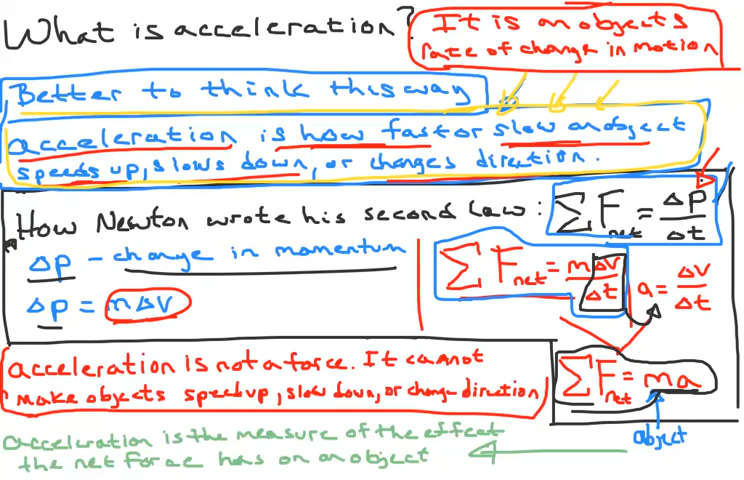 What is acceleration?
It is an objects
rate of change in motion
Better to think this way
acceleration is how fast or slow an object
speeds up, slows down, or changes direction.
How Newton wrote his second Law:
∑ F net = Δp / Δt
Δp - change in momentum
Δp = mΔv
∑ F net = mΔv / Δt
a = Δv / Δt
acceleration is not a force. It cannot
make objects speed up, slow down, or change direction
∑ F net = ma
object
acceleration is the measure of the effect
the net force has on an object